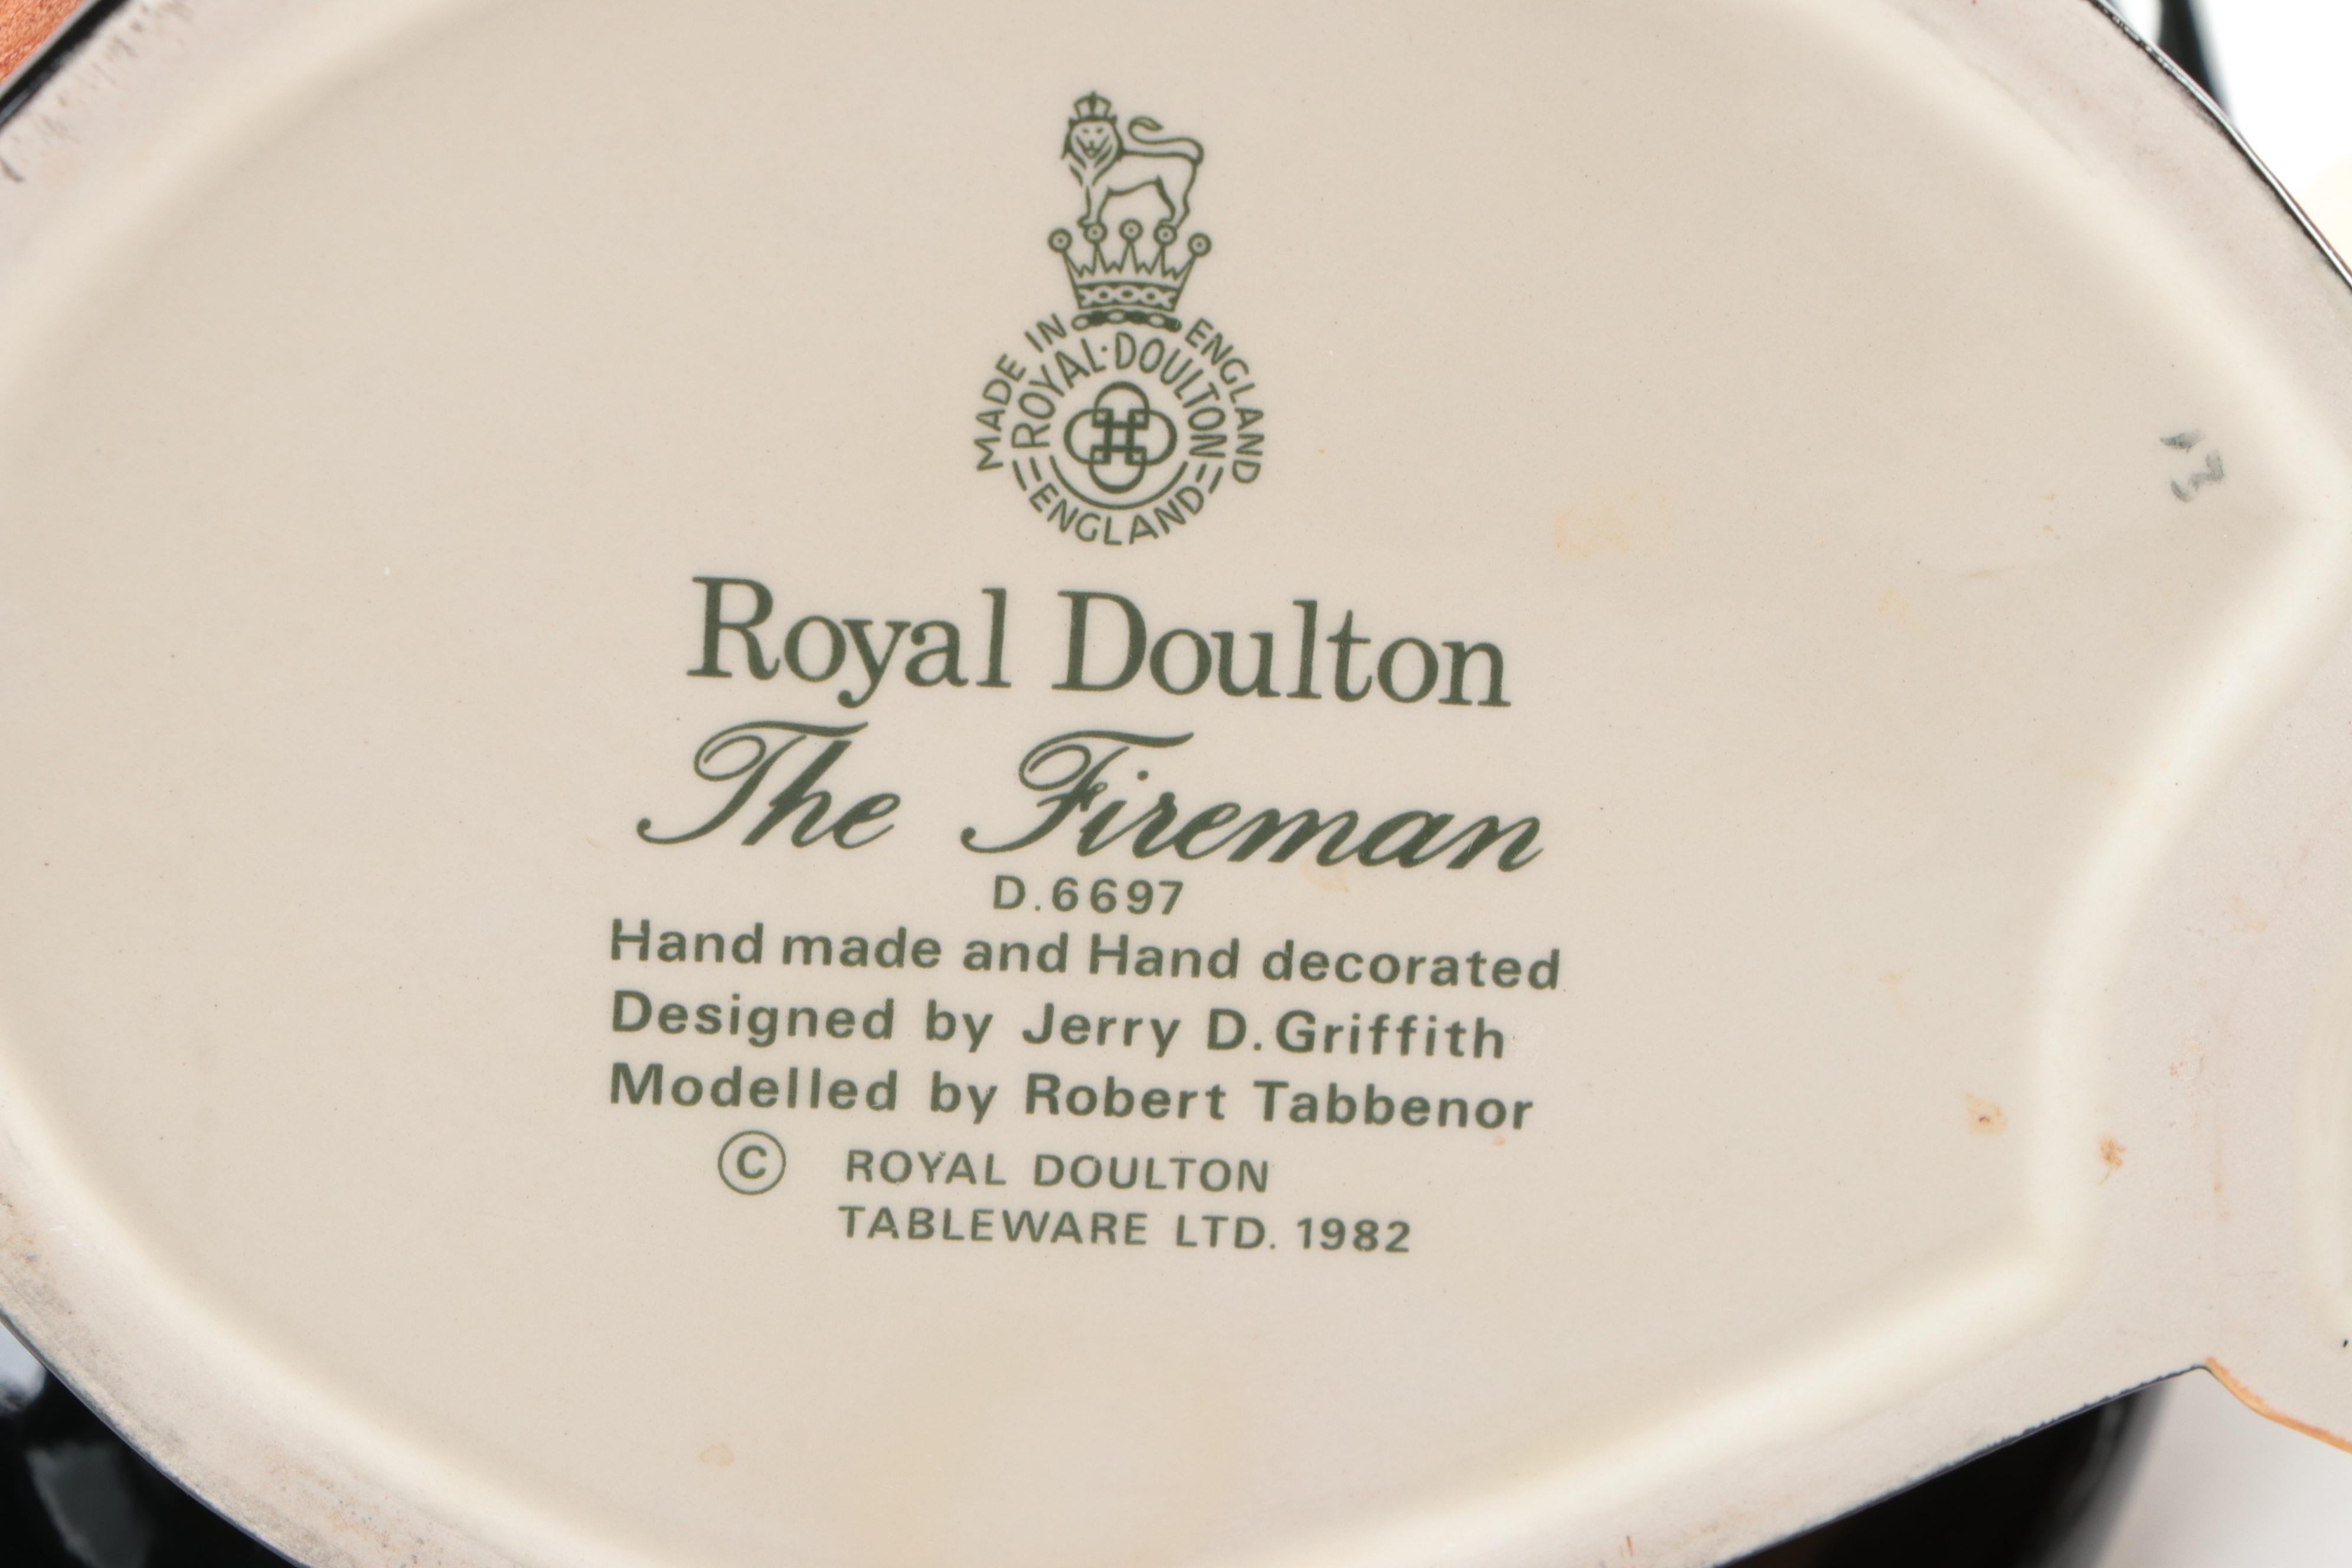 MADE IN ENGLAND
ROYAL·DOULTON
ENGLAND
Royal Doulton
The Fireman
D.6697
Hand made and Hand decorated
Designed by Jerry D. Griffith
Modelled by Robert Tabbenor
© ROYAL DOULTON
TABLEWARE LTD. 1982